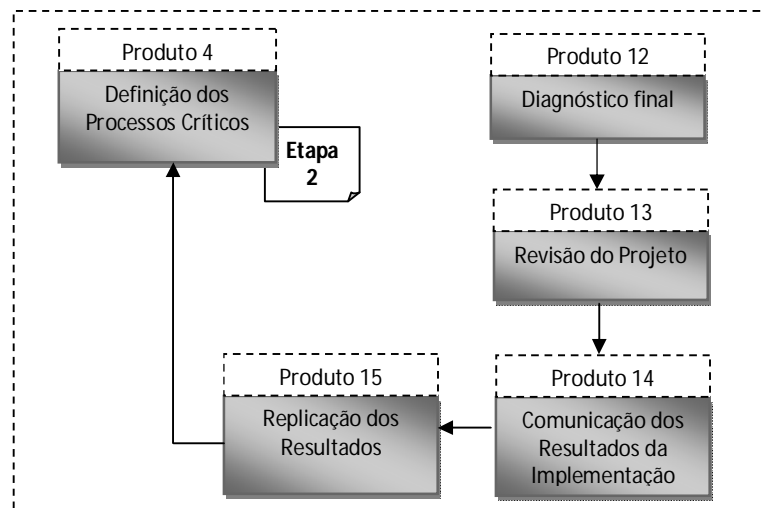 Produto 4
Definição dos
Processos Críticos
Etapa
2
Produto 12
Diagnóstico final
Produto 13
Revisão do Projeto
Produto 14
Comunicação dos
Resultados da
Implementação
Produto 15
Replicação dos
Resultados